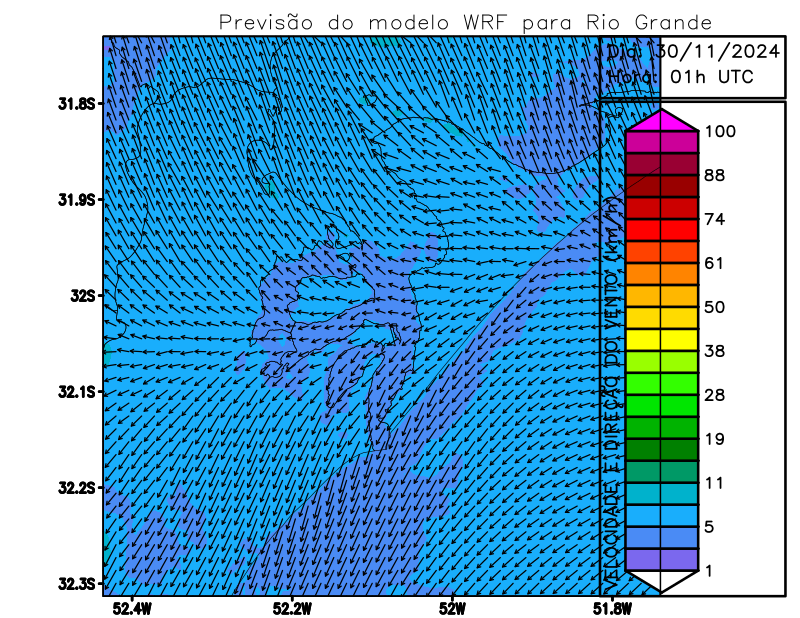 Previsão do modelo WRF para Rio Grande
Dia: 30/11/2024
Hora: 01h UTC
31.8S
31.9S
32S
32.1S
32.2S
32.3S
52.4W
52.2W
52W
51.8W
VELOCIDADE E DIREÇÃO DO VENTO (km/h)
100
88
74
61
50
38
28
19
11
5
1